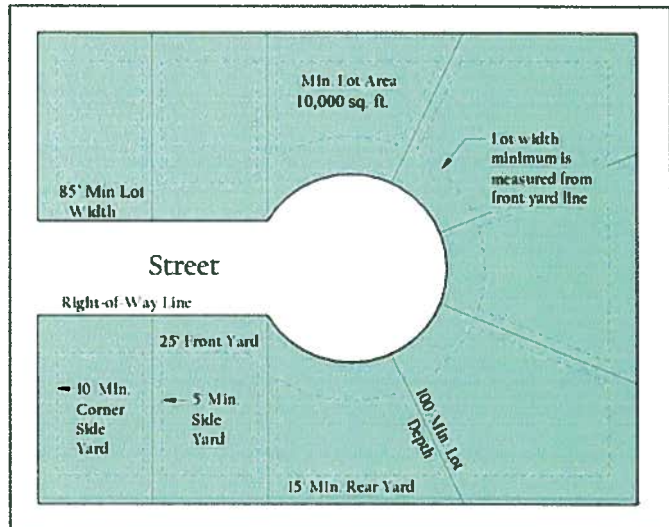 Min. Lot Area
10,000 sq. ft.
Lot width
minimum is
measured from
front yard line
85' Min Lot
Width
Street
Right-of-Way Line
25' Front Yard
10 Min.
Corner
Side
Yard
5 Min.
Side
Yard
100 Min. Lot
Depth
15' Min. Rear Yard